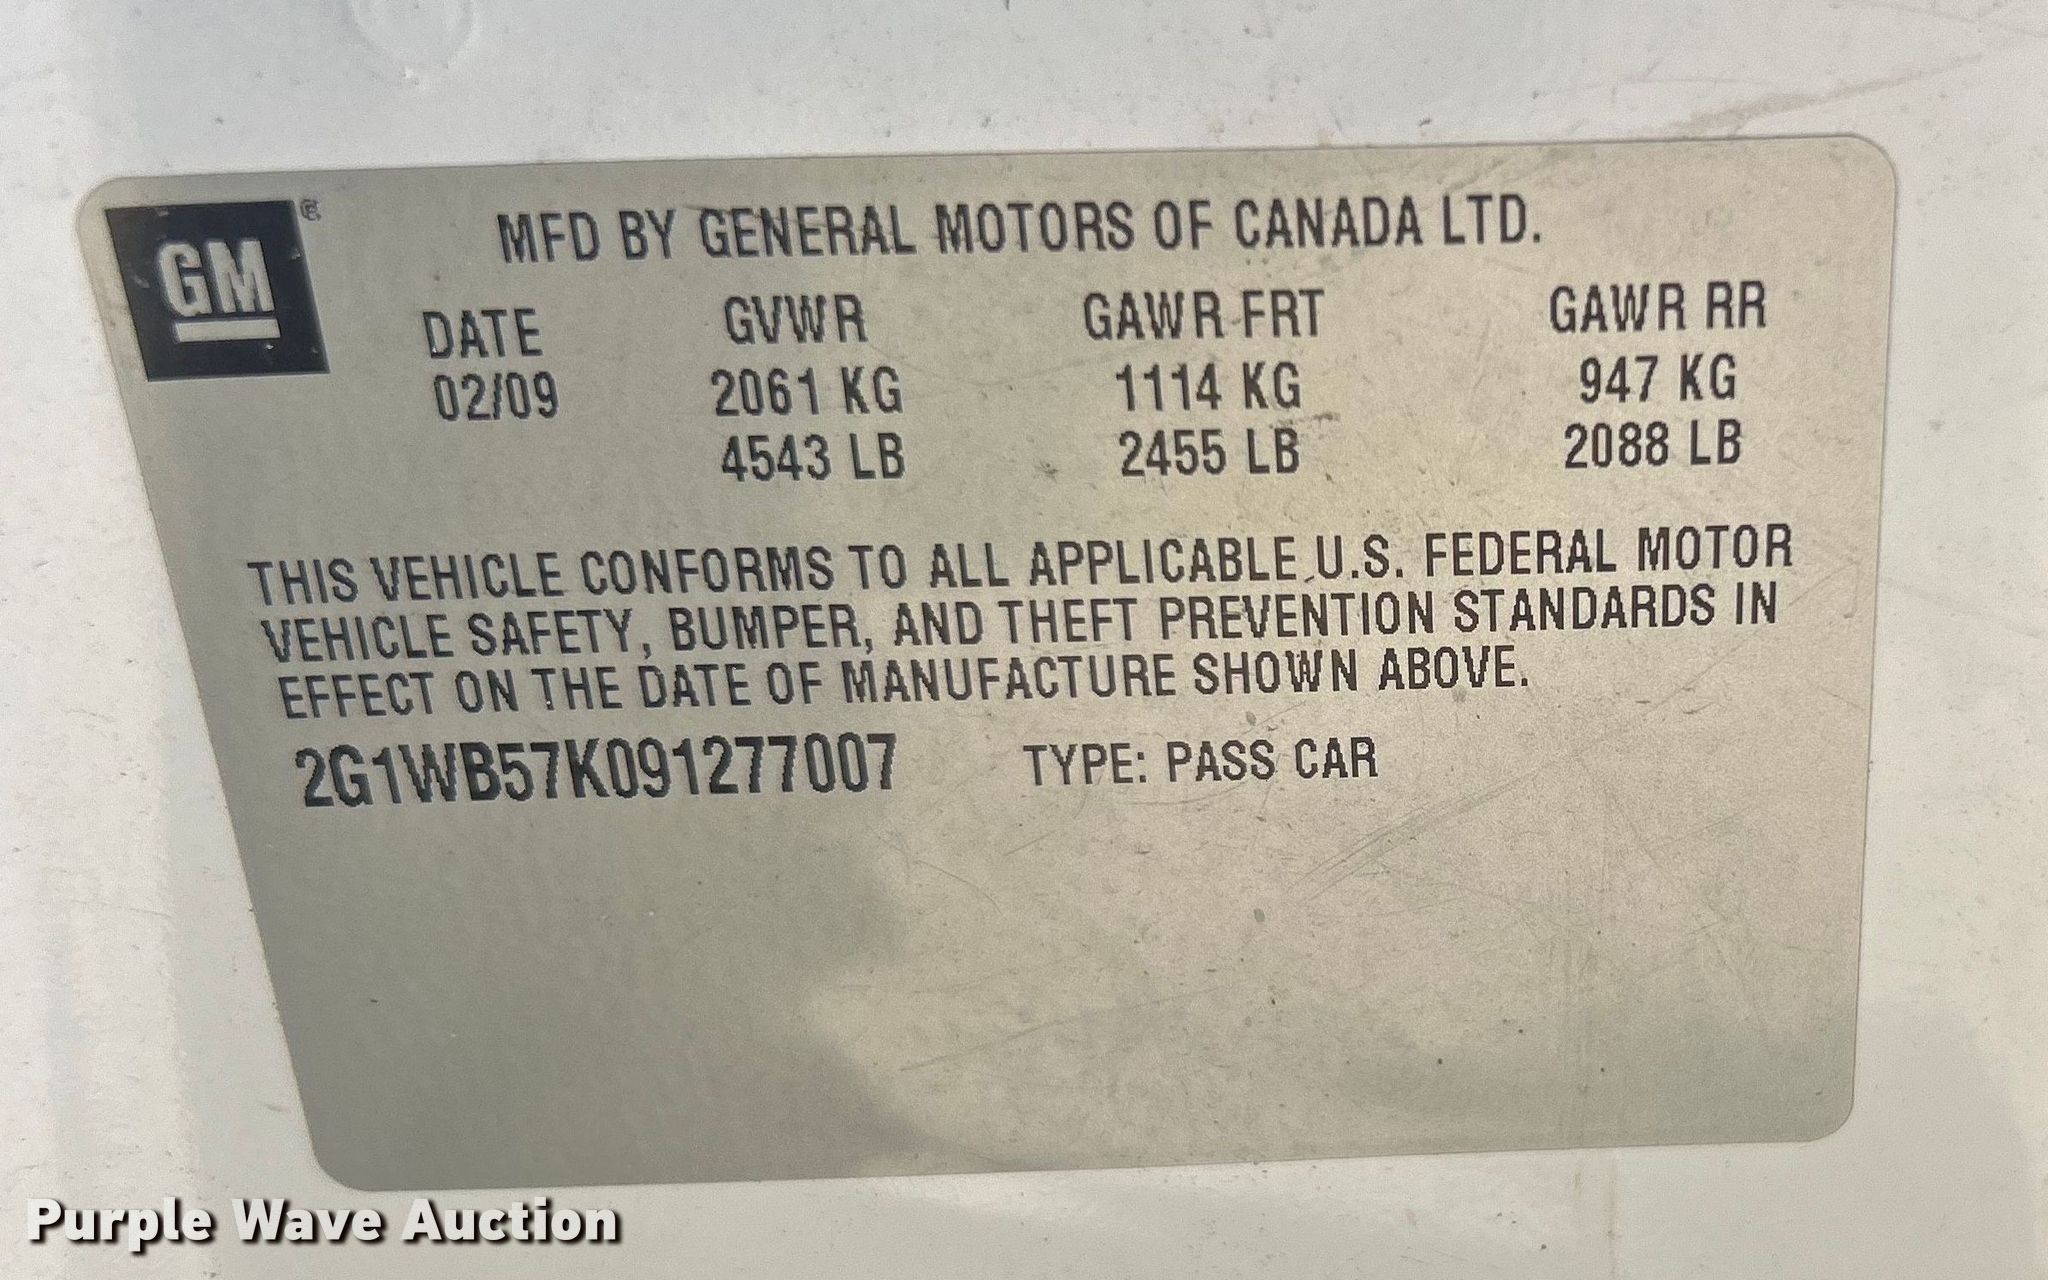 GM
MFD BY GENERAL MOTORS OF CANADA LTD.
DATE GVWR GAWR FRT GAWR RR
02/09 2061 KG 1114 KG 947 KG
4543 LB 2455 LB 2088 LB
THIS VEHICLE CONFORMS TO ALL APPLICABLE U.S. FEDERAL MOTOR
VEHICLE SAFETY, BUMPER, AND THEFT PREVENTION STANDARDS IN
EFFECT ON THE DATE OF MANUFACTURE SHOWN ABOVE.
2G1WB57K091277007 TYPE: PASS CAR
Purple Wave Auction